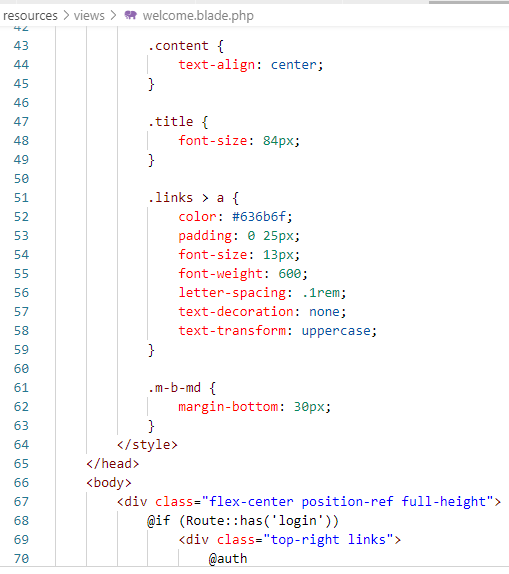 resources > views > welcome.blade.php
42
43 .content {
44 text-align: center;
45 }
46
47 .title {
48 font-size: 84px;
49 }
50
51 .links > a {
52 color: #636b6f;
53 padding: 0 25px;
54 font-size: 13px;
55 font-weight: 600;
56 letter-spacing: .1rem;
57 text-decoration: none;
58 text-transform: uppercase;
59 }
60
61 .m-b-md {
62 margin-bottom: 30px;
63 }
64 </style>
65 </head>
66 <body>
67 <div class="flex-center position-ref full-height">
68 @if (Route::has('login'))
69 <div class="top-right links">
70 @auth